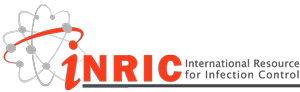 iNRIC International Resource
for Infection Control